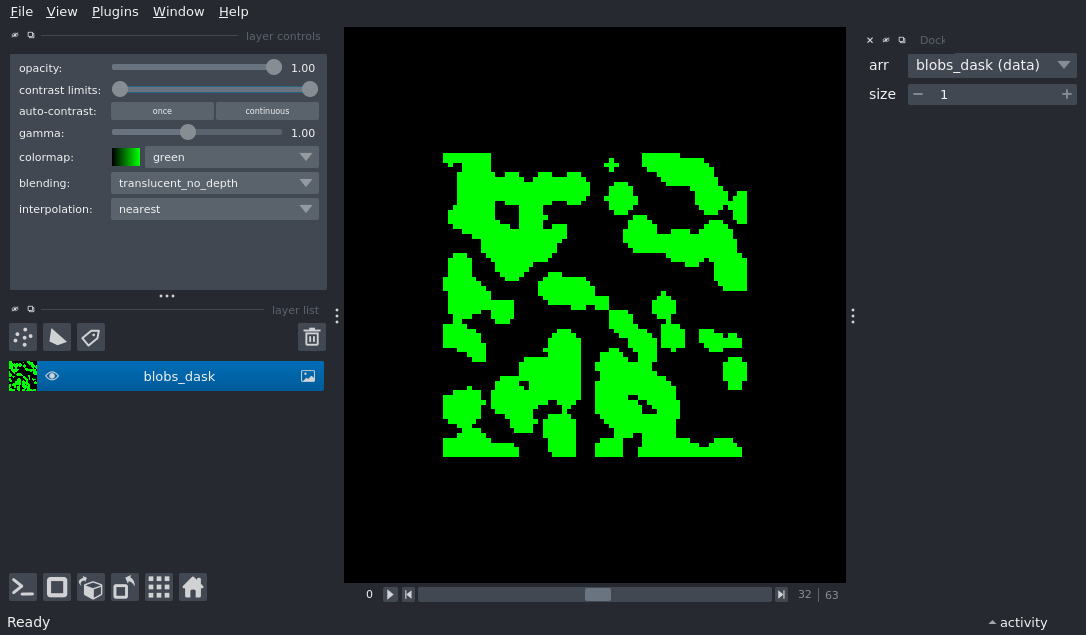 File View Plugins Window Help
layer controls
opacity: 1.00
contrast limits:
auto-contrast: once continuous
gamma: 1.00
colormap: green
blending: translucent_no_depth
interpolation: nearest
layer list
blobs_dask
0 32 63
Ready
Dock
arr blobs_dask (data)
size 1
activity